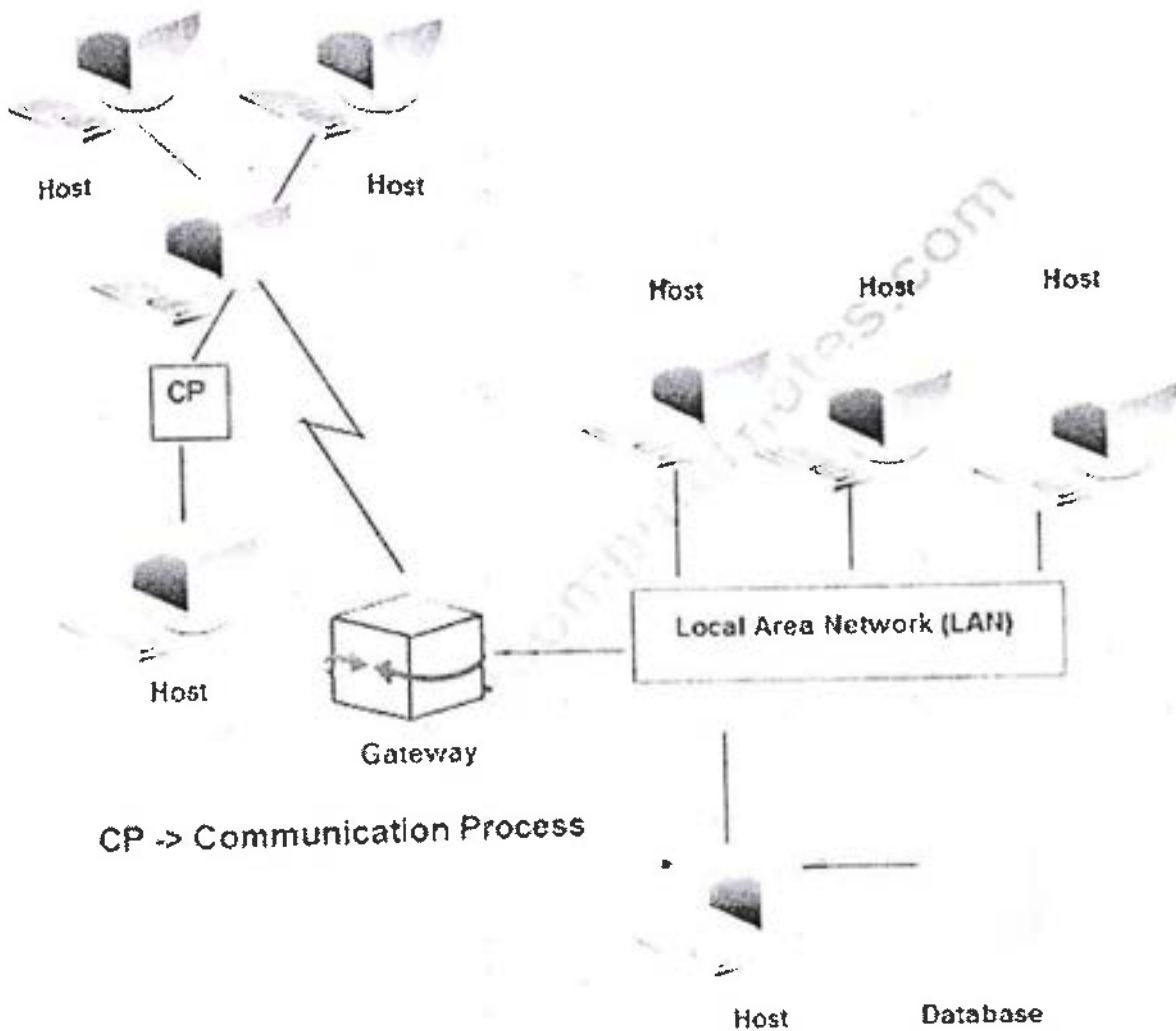 Host
Host
Host
Host
Host
CP
Local Area Network (LAN)
Host
Gateway
CP -> Communication Process
Host
Database